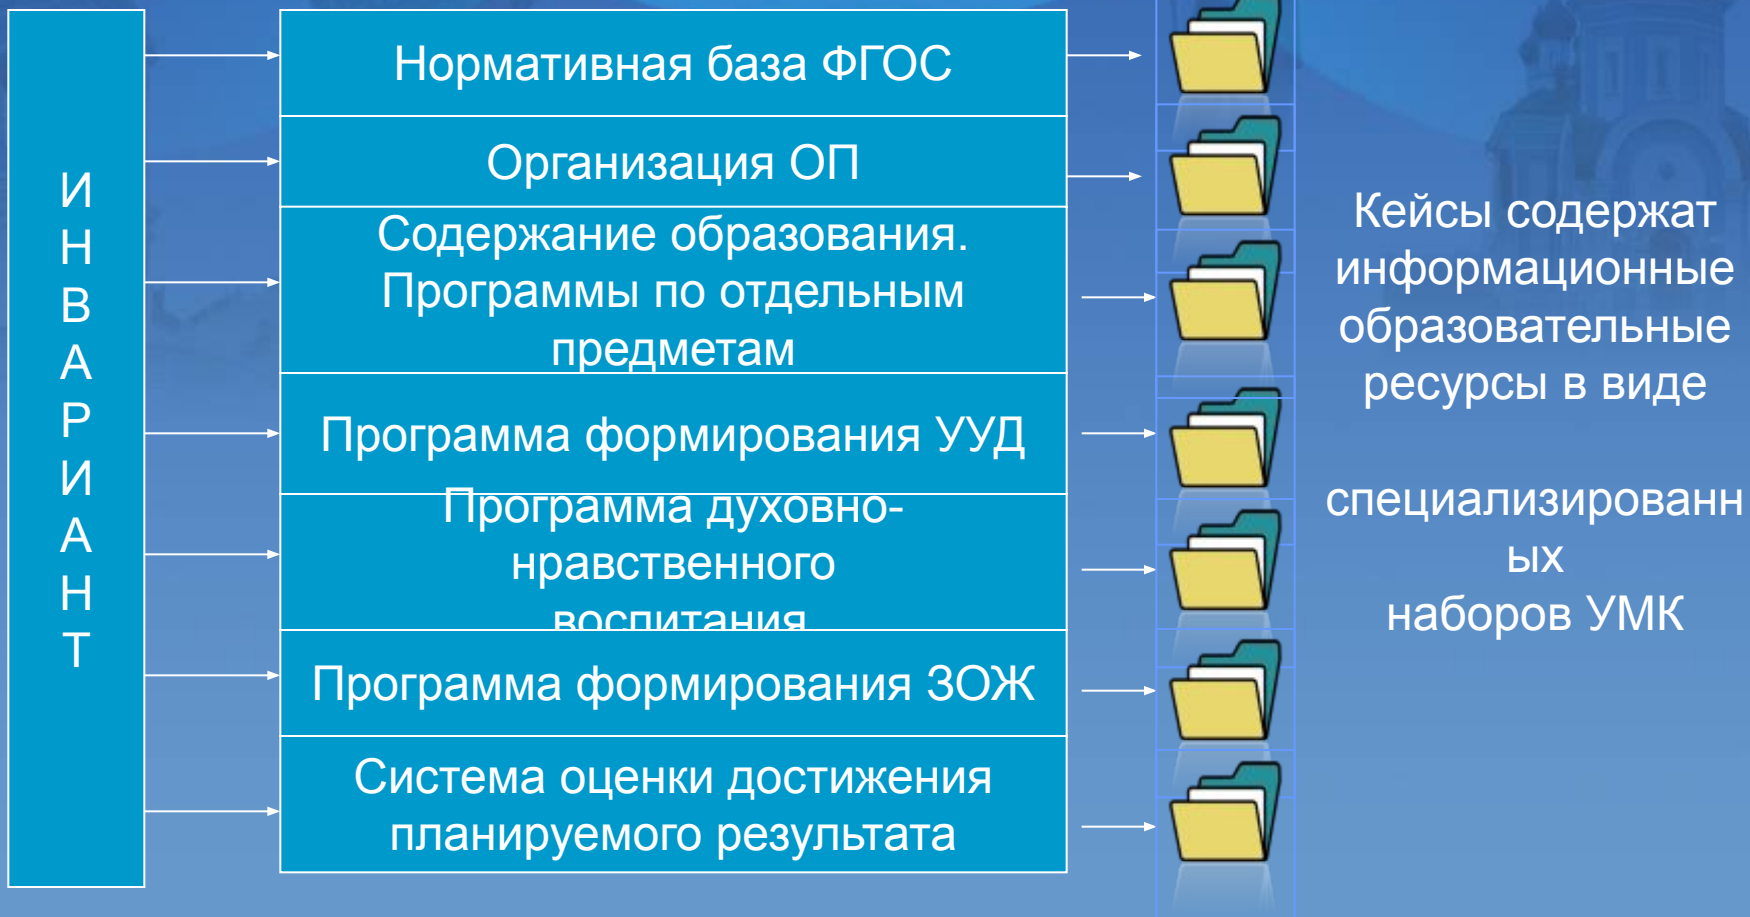 И
Н
В
А
Р
И
А
Н
Т
Нормативная база ФГОС
Организация ОП
Содержание образования.
Программы по отдельным
предметам
Программа формирования УУД
Программа духовно-
нравственного
воспитания
Программа формирования ЗОЖ
Система оценки достижения
планируемого результата
Кейсы содержат
информационные
образовательные
ресурсы в виде
специализированн
ых
наборов УМК